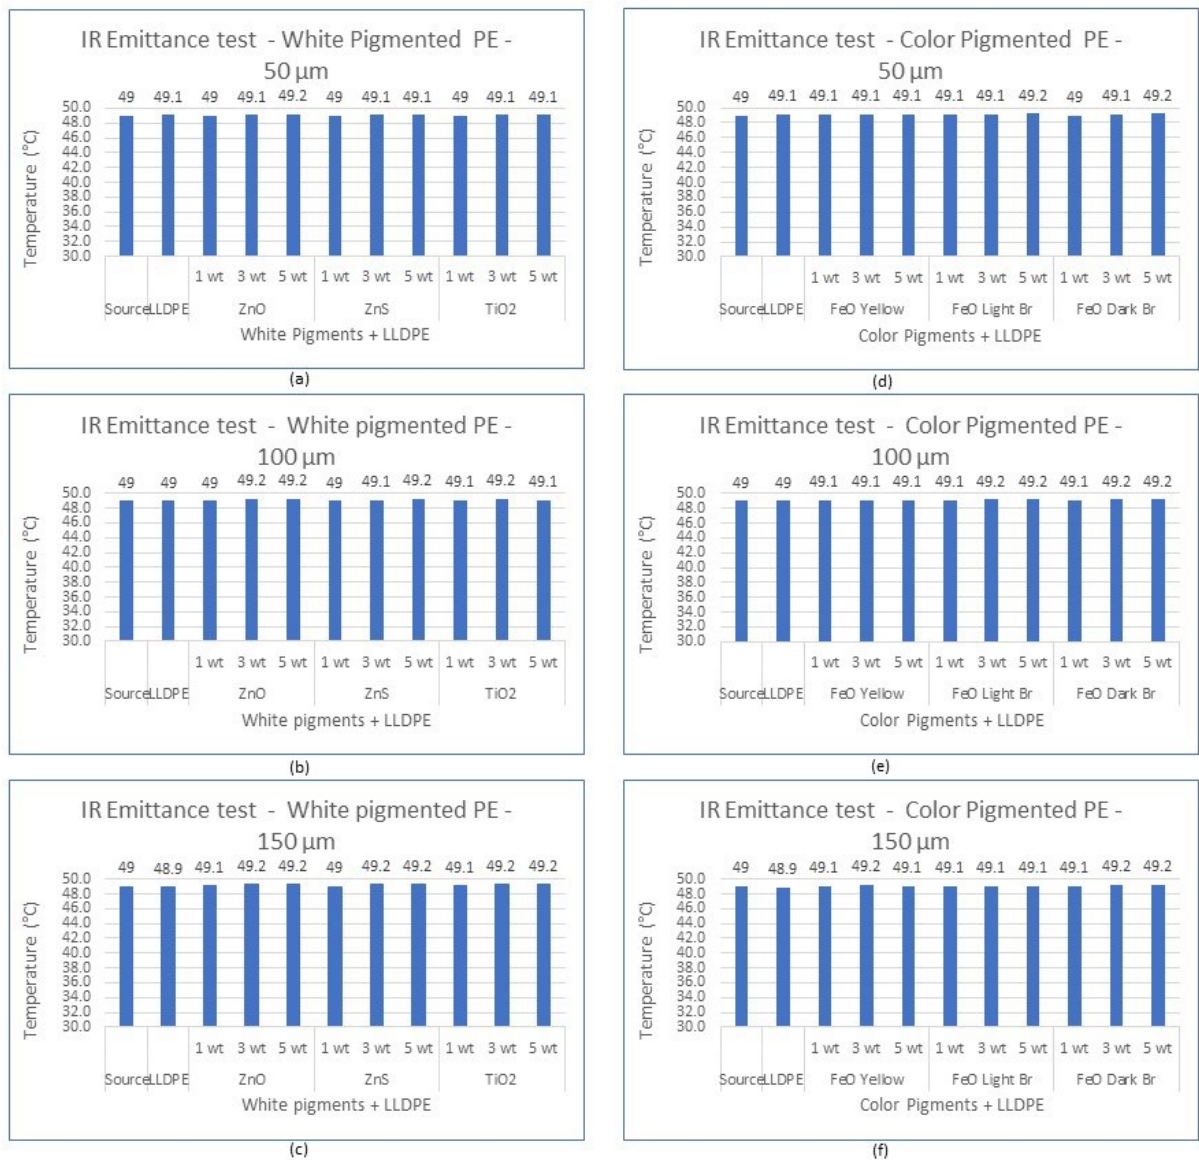 IR Emittance test - White Pigmented PE -
50 µm
49 49.1 49 49.1 49.2 49 49.1 49.1 49 49.1 49.1
50.0
48.0
46.0
44.0
42.0
40.0
38.0
36.0
34.0
32.0
30.0
Temperature (°C)
1 wt 3 wt 5 wt 1 wt 3 wt 5 wt 1 wt 3 wt 5 wt
Source LLDPE ZnO ZnS TiO2
White Pigments + LLDPE
(a)
IR Emittance test - Color Pigmented PE -
50 µm
49 49.1 49.1 49.1 49.1 49.1 49.1 49.2 49 49.1 49.2
50.0
48.0
46.0
44.0
42.0
40.0
38.0
36.0
34.0
32.0
30.0
Temperature (°C)
1 wt 3 wt 5 wt 1 wt 3 wt 5 wt 1 wt 3 wt 5 wt
Source LLDPE FeO Yellow FeO Light Br FeO Dark Br
Color Pigments + LLDPE
(d)
IR Emittance test - White pigmented PE -
100 µm
49 49 49 49.2 49.2 49 49.1 49.2 49.1 49.2 49.1
50.0
48.0
46.0
44.0
42.0
40.0
38.0
36.0
34.0
32.0
30.0
Temperature (°C)
1 wt 3 wt 5 wt 1 wt 3 wt 5 wt 1 wt 3 wt 5 wt
Source LLDPE ZnO ZnS TiO2
White pigments + LLDPE
(b)
IR Emittance test - Color Pigmented PE -
100 µm
49 49 49.1 49.1 49.1 49.1 49.2 49.2 49.1 49.2 49.2
50.0
48.0
46.0
44.0
42.0
40.0
38.0
36.0
34.0
32.0
30.0
Temperature (°C)
1 wt 3 wt 5 wt 1 wt 3 wt 5 wt 1 wt 3 wt 5 wt
Source LLDPE FeO Yellow FeO Light Br FeO Dark Br
Color Pigments + LLDPE
(e)
IR Emittance test - White pigmented PE -
150 µm
49 48.9 49.1 49.2 49.2 49 49.2 49.2 49.1 49.2 49.2
50.0
48.0
46.0
44.0
42.0
40.0
38.0
36.0
34.0
32.0
30.0
Temperature (°C)
1 wt 3 wt 5 wt 1 wt 3 wt 5 wt 1 wt 3 wt 5 wt
Source LLDPE ZnO ZnS TiO2
White pigments + LLDPE
(c)
IR Emittance test - Color Pigmented PE -
150 µm
49 48.9 49.1 49.2 49.1 49.1 49.1 49.1 49.1 49.2 49.2
50.0
48.0
46.0
44.0
42.0
40.0
38.0
36.0
34.0
32.0
30.0
Temperature (°C)
1 wt 3 wt 5 wt 1 wt 3 wt 5 wt 1 wt 3 wt 5 wt
Source LLDPE FeO Yellow FeO Light Br FeO Dark Br
Color Pigments + LLDPE
(f)